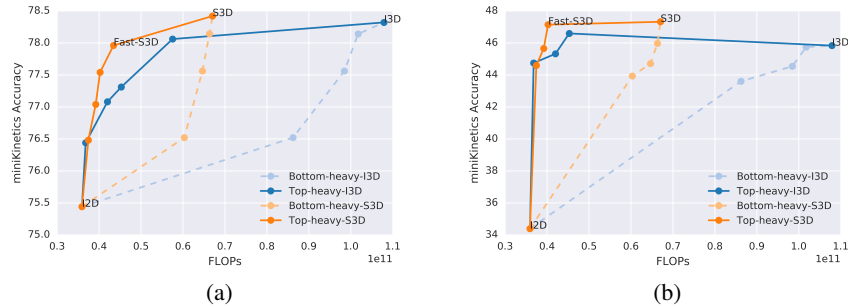 78.5
78.0
77.5
77.0
76.5
76.0
75.5
75.0
miniKinetics Accuracy
S3D
I3D
Fast-S3D
I2D
Bottom-heavy-I3D
Top-heavy-I3D
Bottom-heavy-S3D
Top-heavy-S3D
0.3 0.4 0.5 0.6 0.7 0.8 0.9 1.0 1.1
1e11
FLOPs
(a)
48
46
44
42
40
38
36
34
miniKinetics Accuracy
Fast-S3D
S3D
I3D
I2D
Bottom-heavy-I3D
Top-heavy-I3D
Bottom-heavy-S3D
Top-heavy-S3D
0.3 0.4 0.5 0.6 0.7 0.8 0.9 1.0 1.1
1e11
FLOPs
(b)